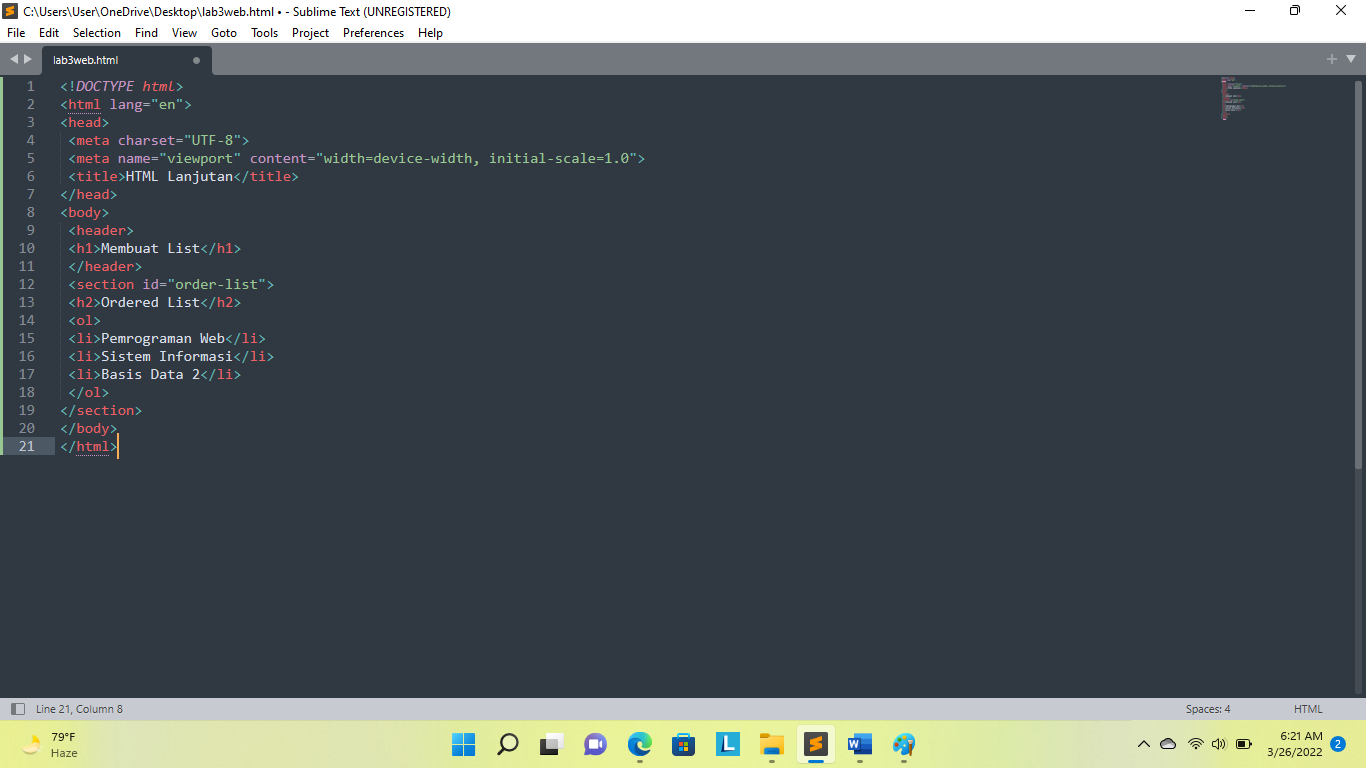 C:\Users\User\OneDrive\Desktop\lab3web.html • - Sublime Text (UNREGISTERED)
File Edit Selection Find View Goto Tools Project Preferences Help
lab3web.html
1 <!DOCTYPE html>
2 <html lang="en">
3 <head>
4 <meta charset="UTF-8">
5 <meta name="viewport" content="width=device-width, initial-scale=1.0">
6 <title>HTML Lanjutan</title>
7 </head>
8 <body>
9 <header>
10 <h1>Membuat List</h1>
11 </header>
12 <section id="order-list">
13 <h2>Ordered List</h2>
14 <ol>
15 <li>Pemrograman Web</li>
16 <li>Sistem Informasi</li>
17 <li>Basis Data 2</li>
18 </ol>
19 </section>
20 </body>
21 </html>
Line 21, Column 8
Spaces: 4 HTML
79°F
Haze
6:21 AM
3/26/2022 2